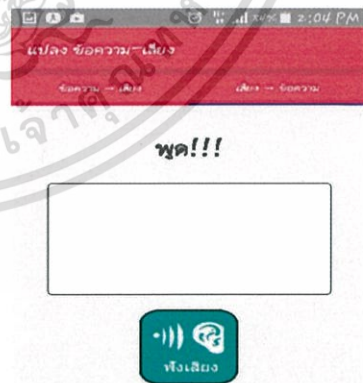 2:04 PM
แปลง ข้อความ-เสียง
ข้อความ → เสียง
เสียง → ข้อความ
พูด!!!
ฟังเสียง